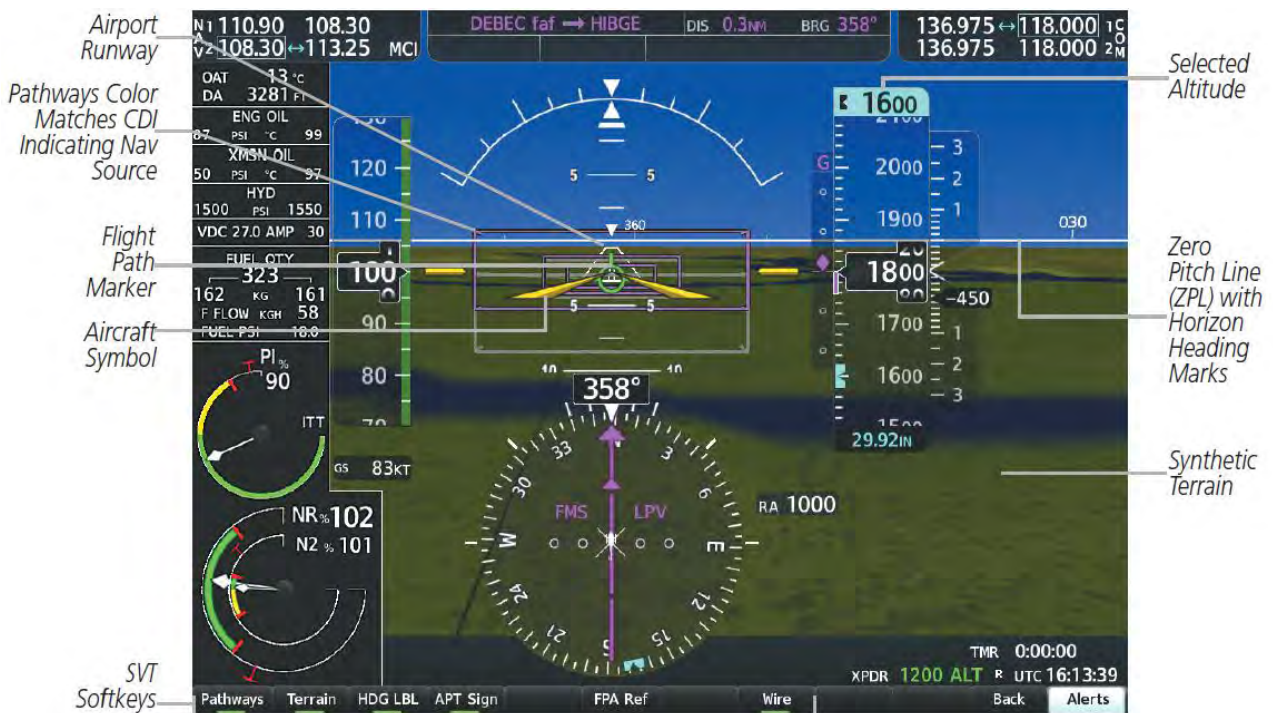 Airport
Runway
Pathways Color
Matches CDI
Indicating Nav
Source
Flight
Path
Marker
Aircraft
Symbol
SVT
Softkeys
N1 110.90 108.30
V2 108.30 ↔ 113.25 MCI
DEBEC faf → HIBGE DIS 0.3NM BRG 358°
136.975 ↔ 118.000 1 C
O
136.975 118.000 2 M
OAT 13 °C
DA 3281 FT
ENG OIL
87 PSI °C 99
XMSN OIL
50 PSI °C 97
HYD
1500 PSI 1550
VDC 27.0 AMP 30
FUEL QTY
323
162 KG 161
F FLOW KGH 58
FUEL PSI 18.0
PI %
90
ITT
NR % 102
N2 % 101
130
120
110
100
90
80
70
GS 83KT
5 5
360
5 5
10 10
030
1600
2100
2000
1900
20
1800
1700
1600
1500
G
3
2
1
-450
1
2
3
29.92IN
358°
33
3
30
6
FMS LPV
W
E
24
12
21
15
S
RA 1000
TMR 0:00:00
XPDR 1200 ALT R UTC 16:13:39
Pathways Terrain HDG LBL APT Sign FPA Ref Wire Back Alerts
Selected
Altitude
Zero
Pitch Line
(ZPL) with
Horizon
Heading
Marks
Synthetic
Terrain